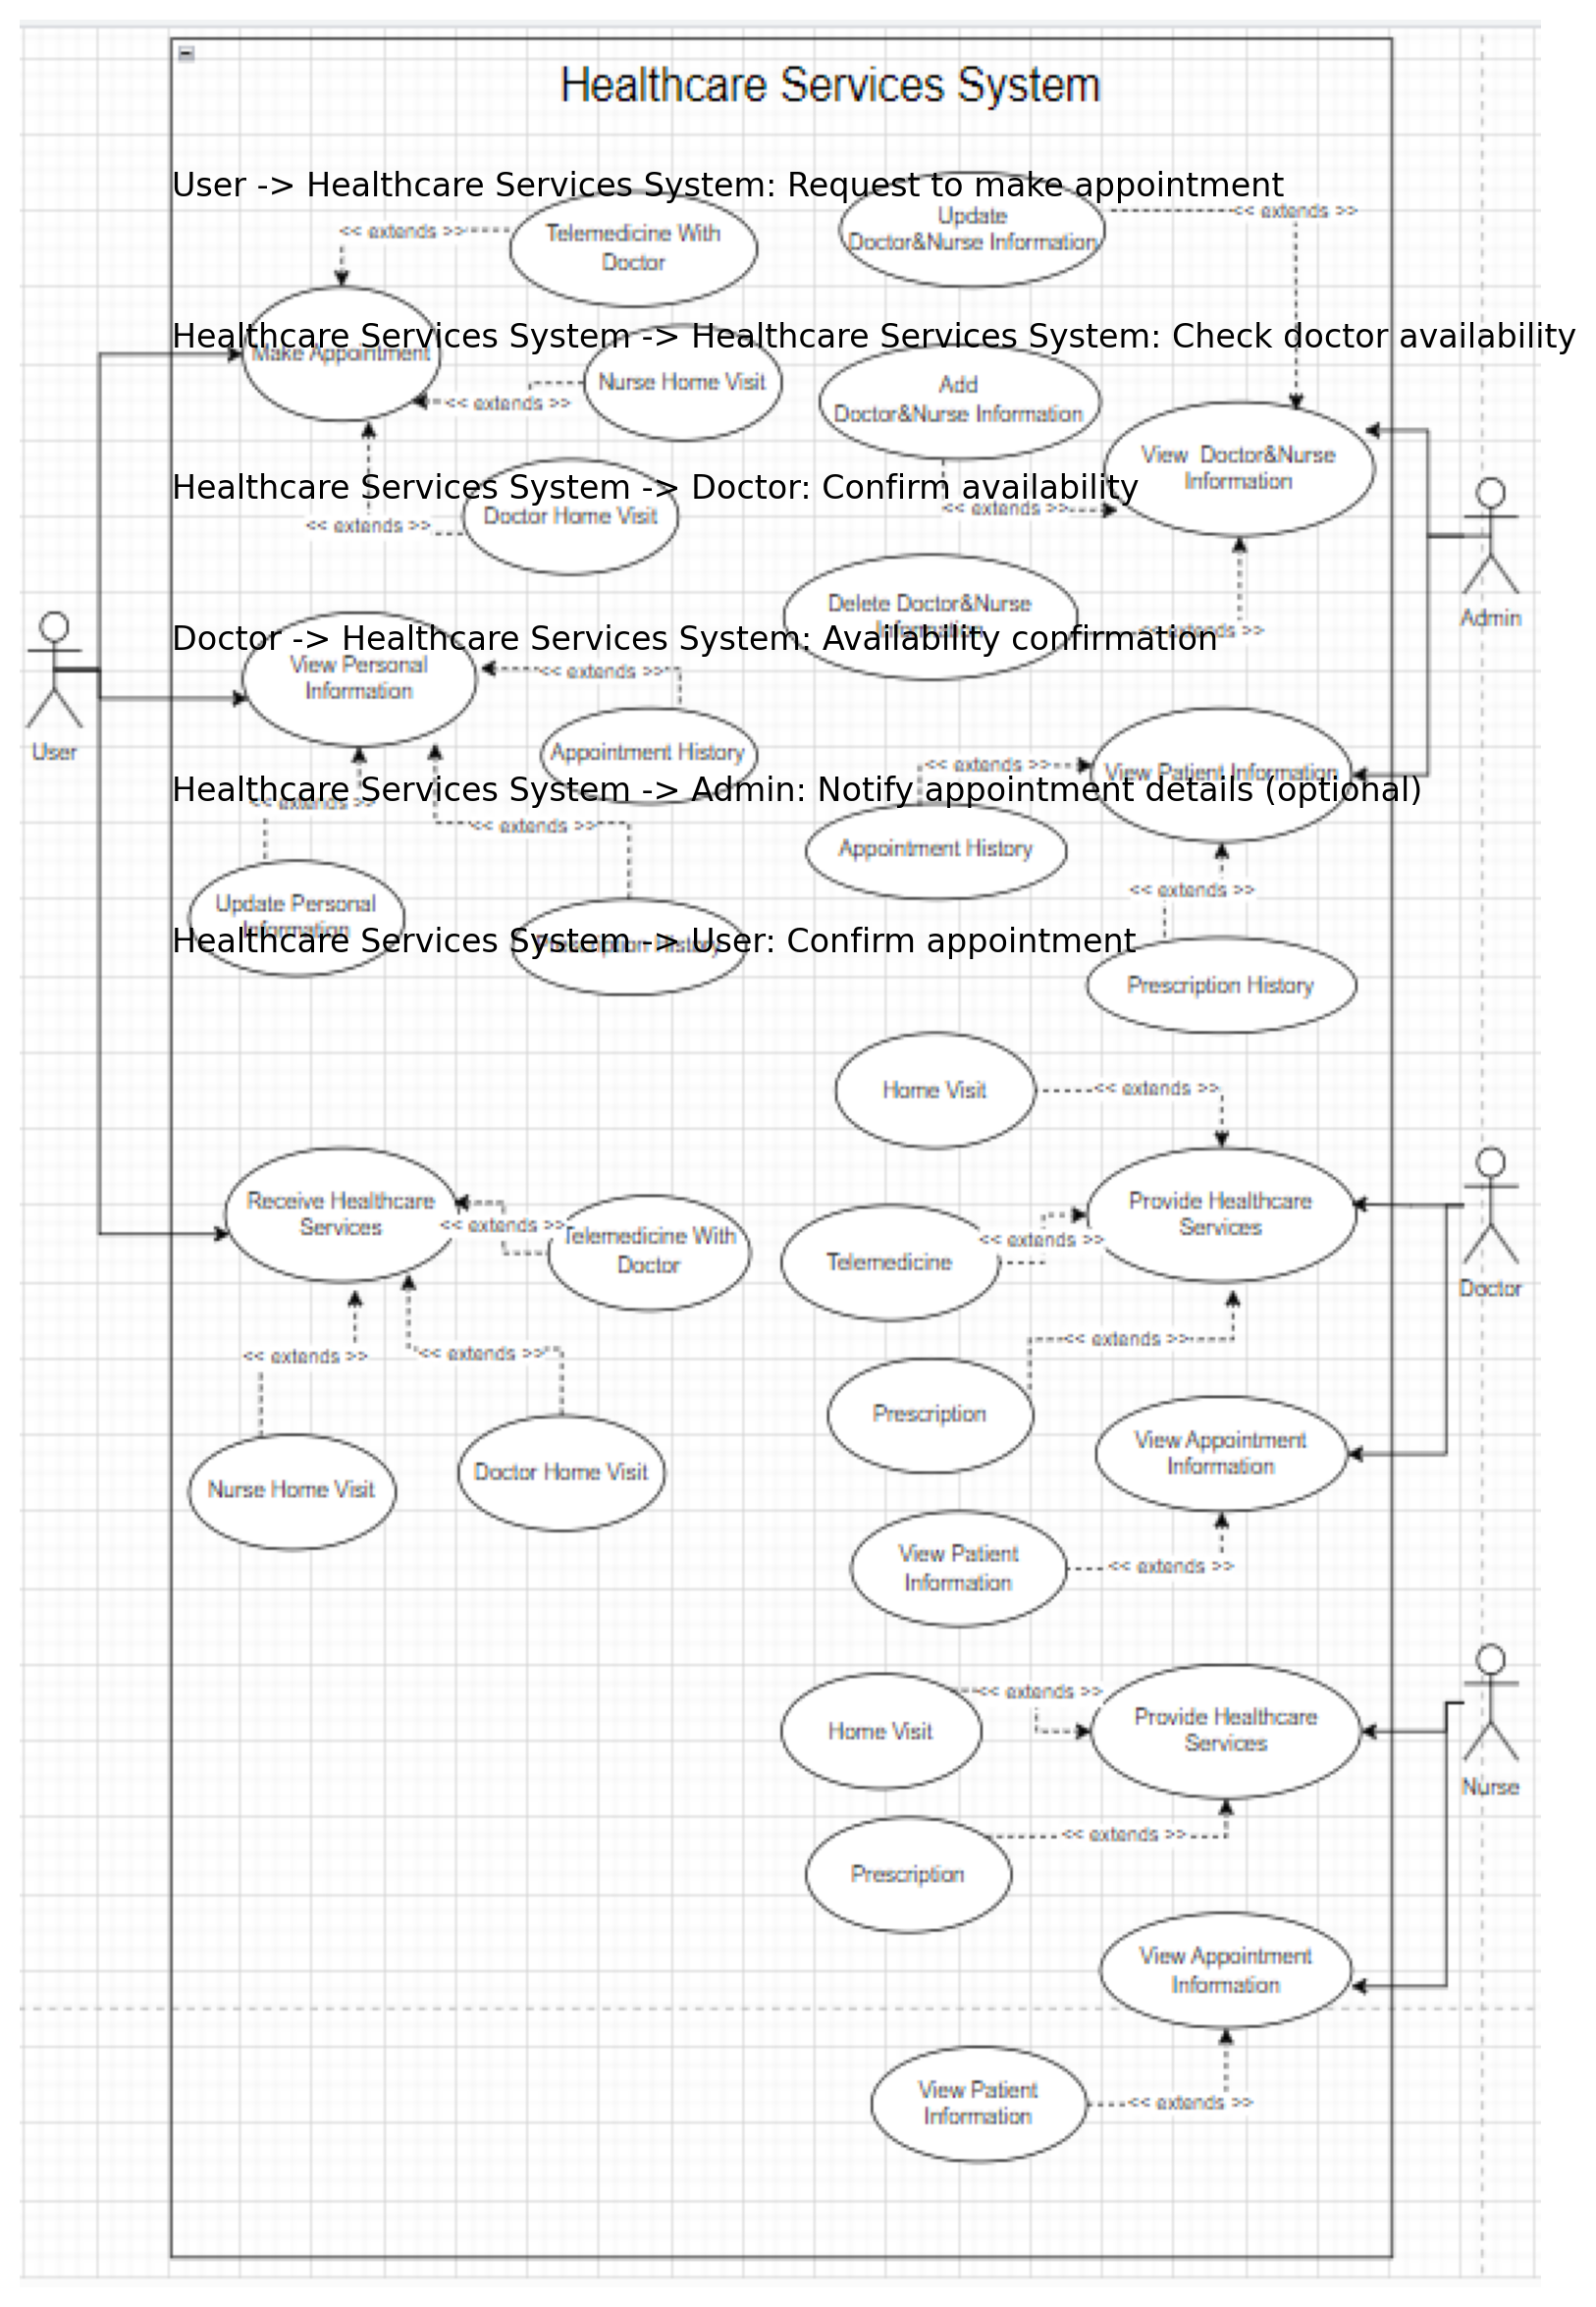 Healthcare Services System
User -> Healthcare Services System: Request to make appointment
Update
Doctor&Nurse Information
<< extends >>
<< extends >>
Telemedicine With
Doctor
Healthcare Services System -> Healthcare Services System: Check doctor availability
Make Appointment
Nurse Home Visit
<< extends >>
Add
Doctor&Nurse Information
View Doctor&Nurse
Information
Healthcare Services System -> Doctor: Confirm availability
<< extends >>
<< extends >>
Doctor Home Visit
Delete Doctor&Nurse
Information
<< extends >>
Admin
Doctor -> Healthcare Services System: Availability confirmation
View Personal
Information
<< extends >>
User
Appointment History
<< extends >>
View Patient Information
Healthcare Services System -> Admin: Notify appointment details (optional)
<< extends >>
<< extends >>
Appointment History
<< extends >>
Update Personal
Information
Prescription History
Healthcare Services System -> User: Confirm appointment
Prescription History
Home Visit
<< extends >>
Receive Healthcare
Services
<< extends >>
Telemedicine With
Doctor
Provide Healthcare
Services
<< extends >>
Telemedicine
Doctor
<< extends >>
<< extends >>
<< extends >>
Prescription
View Appointment
Information
Nurse Home Visit
Doctor Home Visit
View Patient
Information
<< extends >>
Home Visit
<< extends >>
Provide Healthcare
Services
Nurse
<< extends >>
Prescription
View Appointment
Information
View Patient
Information
<< extends >>